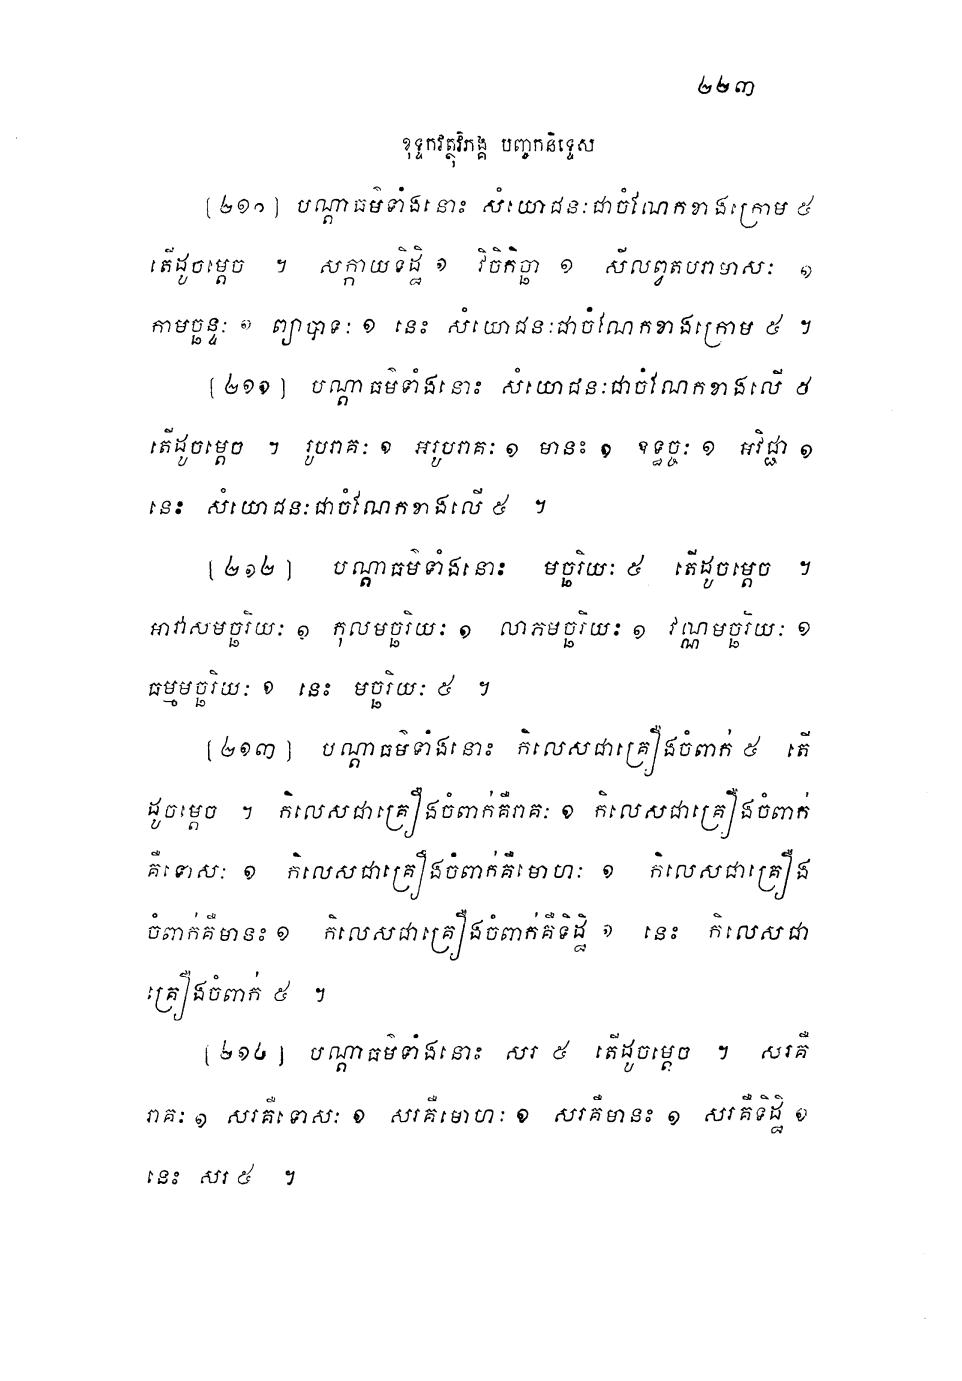 ២២៣
ខុទ្ទកវត្ថុវិភង្គ បញ្ចកនិទ្ទេស
[២១០] បណ្តាធម៌ទាំងនោះ សំយោជនៈជាចំណែកខាងក្រោម ៥
តើដូចម្តេច ។ សក្កាយទិដ្ឋិ ១ វិចិកិច្ឆា ១ សីលព្វតបរាមាសៈ ១
កាមច្ឆន្ទៈ ១ ព្យាបាទៈ ១ នេះ សំយោជនៈជាចំណែកខាងក្រោម ៥ ។
[២១១] បណ្តាធម៌ទាំងនោះ សំយោជនៈជាចំណែកខាងលើ ៥
តើដូចម្តេច ។ រូបរាគៈ ១ អរូបរាគៈ ១ មានះ ១ ឧទ្ធច្ចៈ ១ អវិជ្ជា ១
នេះ សំយោជនៈជាចំណែកខាងលើ ៥ ។
[២១២] បណ្តាធម៌ទាំងនោះ មច្ឆរិយៈ ៥ តើដូចម្តេច ។
អាវាសមច្ឆរិយៈ ១ កុលមច្ឆរិយៈ ១ លាភមច្ឆរិយៈ ១ វណ្ណមច្ឆរិយៈ ១
ធម្មមច្ឆរិយៈ ១ នេះ មច្ឆរិយៈ ៥ ។
[២១៣] បណ្តាធម៌ទាំងនោះ កិលេសជាគ្រឿងចំពាក់ ៥ តើ
ដូចម្តេច ។ កិលេសជាគ្រឿងចំពាក់គឺរាគៈ ១ កិលេសជាគ្រឿងចំពាក់
គឺទោសៈ ១ កិលេសជាគ្រឿងចំពាក់គឺមោហៈ ១ កិលេសជាគ្រឿង
ចំពាក់គឺមានះ ១ កិលេសជាគ្រឿងចំពាក់គឺទិដ្ឋិ ១ នេះ កិលេសជា
គ្រឿងចំពាក់ ៥ ។
[២១៤] បណ្តាធម៌ទាំងនោះ សរ ៥ តើដូចម្តេច ។ សរគឺ
រាគៈ ១ សរគឺទោសៈ ១ សរគឺមោហៈ ១ សរគឺមានះ ១ សរគឺទិដ្ឋិ ១
នេះ សរ ៥ ។